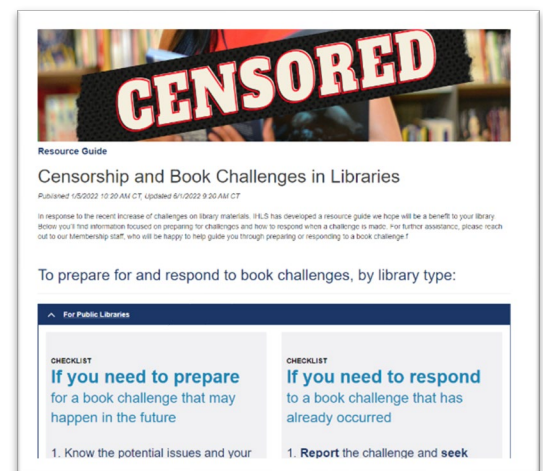 CENSORED
Resource Guide
Censorship and Book Challenges in Libraries
Published 1/5/2022 10:20 AM CT, Updated 6/1/2022 9:20 AM CT
In response to the recent increase of challenges on library materials, IHLS has developed a resource guide we hope will be a benefit to your library.
Below you'll find information focused on preparing for challenges and how to respond when a challenge is made. For further assistance, please reach
out to our Membership staff, who will be happy to help guide you through preparing or responding to a book challenge f
To prepare for and respond to book challenges, by library type:
For Public Libraries
CHECKLIST
If you need to prepare
for a book challenge that may
happen in the future
1. Know the potential issues and your
CHECKLIST
If you need to respond
to a book challenge that has
already occurred
1. Report the challenge and seek